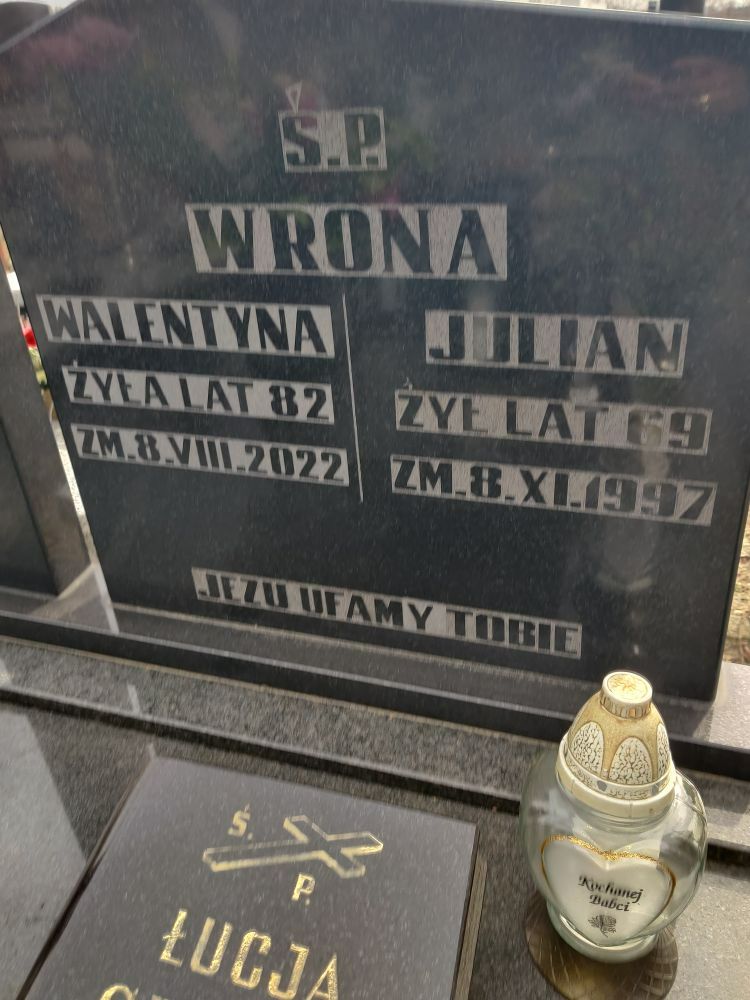 Ś.P.
WRONA
WALENTYNA
ŻYŁA LAT 82
ZM.8.VIII.2022
JULIAN
ŻYŁ LAT 69
ZM.8.XI.1997
JEZU UFAMY TOBIE
Ś.
P.
ŁUCJA
Kochanej
Babci